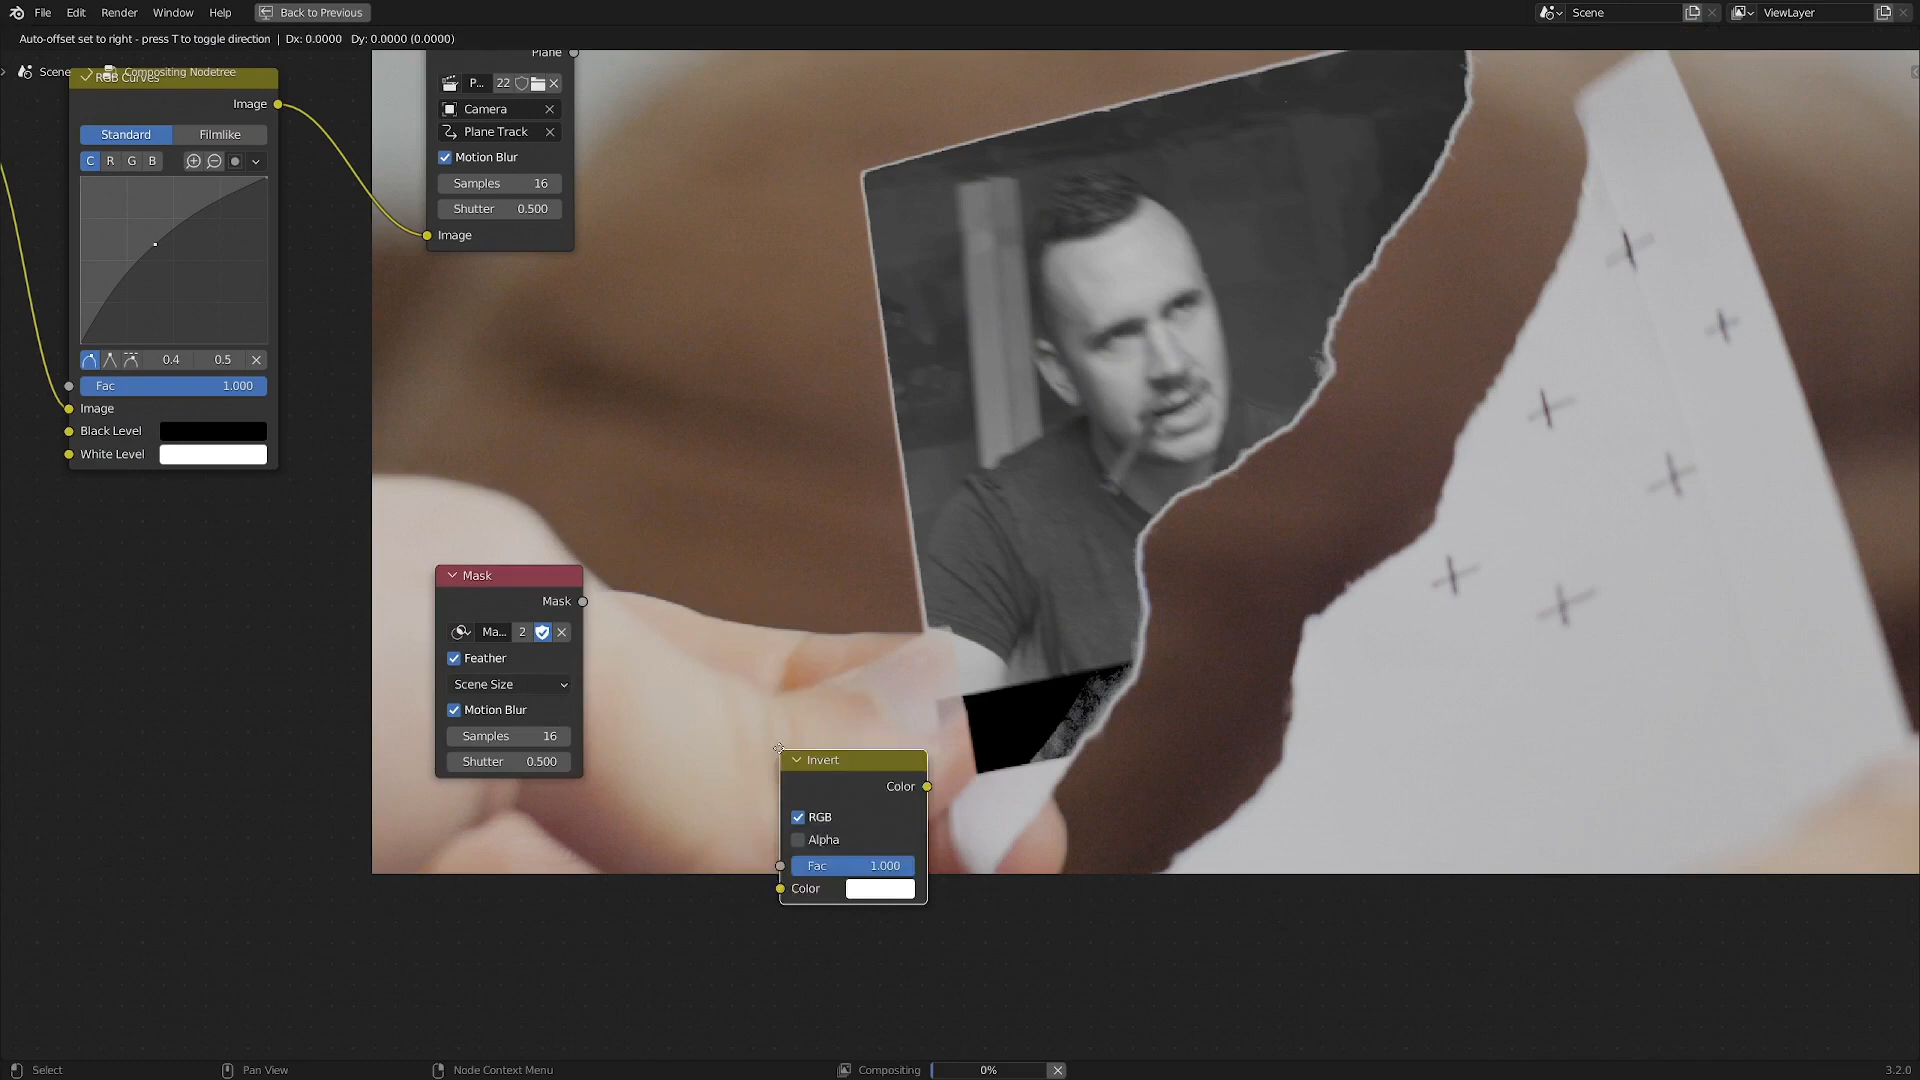 File Edit Render Window Help Back to Previous Scene ViewLayer
Auto-offset set to right - press T to toggle direction | Dx: 0.0000 Dy: 0.0000 (0.0000)
Scene Compositing Nodetree
RGB Curves
Image
Standard Filmlike
C R G B
0.4 0.5
Fac 1.000
Image
Black Level
White Level
Plane
P... 22
Camera
Plane Track
Motion Blur
Samples 16
Shutter 0.500
Image
Mask
Mask
Ma... 2
Feather
Scene Size
Motion Blur
Samples 16
Shutter 0.500
Invert
Color
RGB
Alpha
Fac 1.000
Color
Select Pan View Node Context Menu Compositing 0% 3.2.0